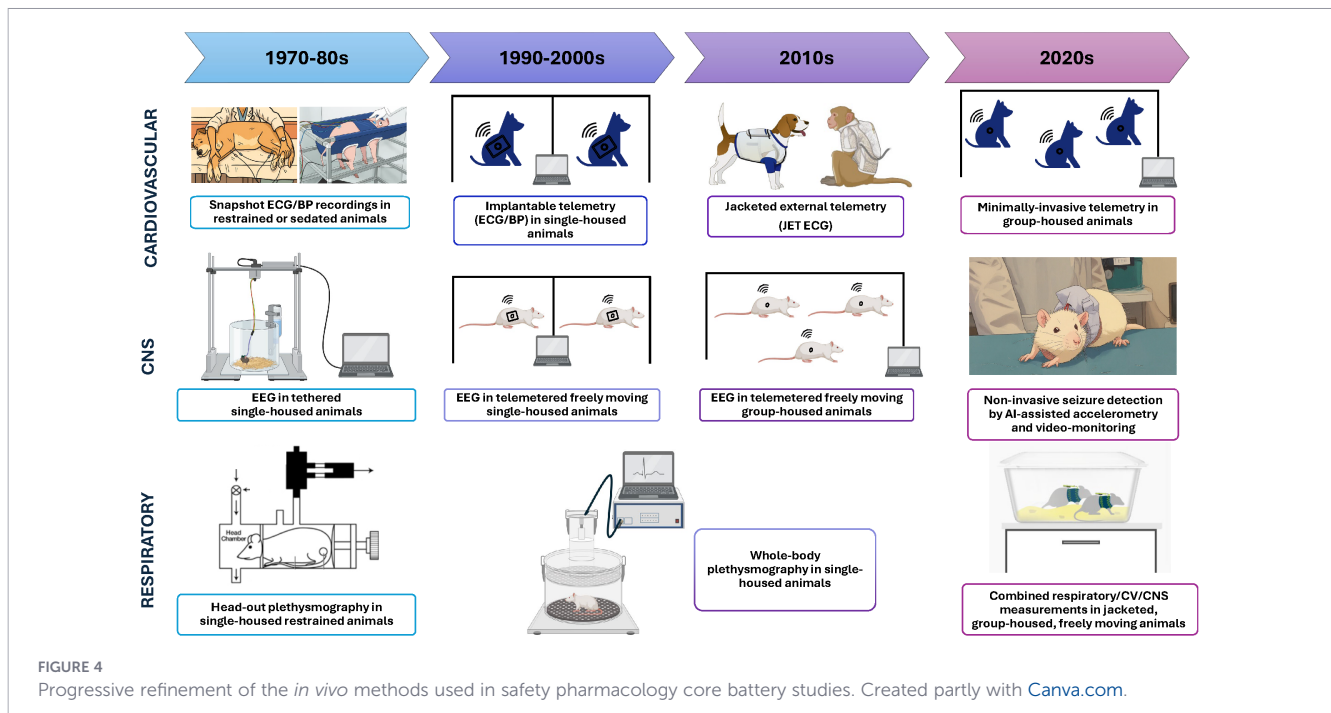 1970-80s
1990-2000s
2010s
2020s
CARDIOVASCULAR
Snapshot ECG/BP recordings in
restrained or sedated animals
Implantable telemetry
(ECG/BP) in single-housed
animals
Jacketed external telemetry
(JET ECG)
Minimally-invasive telemetry in
group-housed animals
CNS
EEG in tethered
single-housed animals
EEG in telemetered freely moving
single-housed animals
EEG in telemetered freely moving
group-housed animals
Non-invasive seizure detection
by AI-assisted accelerometry
and video-monitoring
RESPIRATORY
Head
Chamber
Head-out plethysmography in
single-housed restrained animals
Whole-body
plethysmography in single-
housed animals
Combined respiratory/CV/CNS
measurements in jacketed,
group-housed, freely moving animals
FIGURE 4
Progressive refinement of the in vivo methods used in safety pharmacology core battery studies. Created partly with Canva.com.